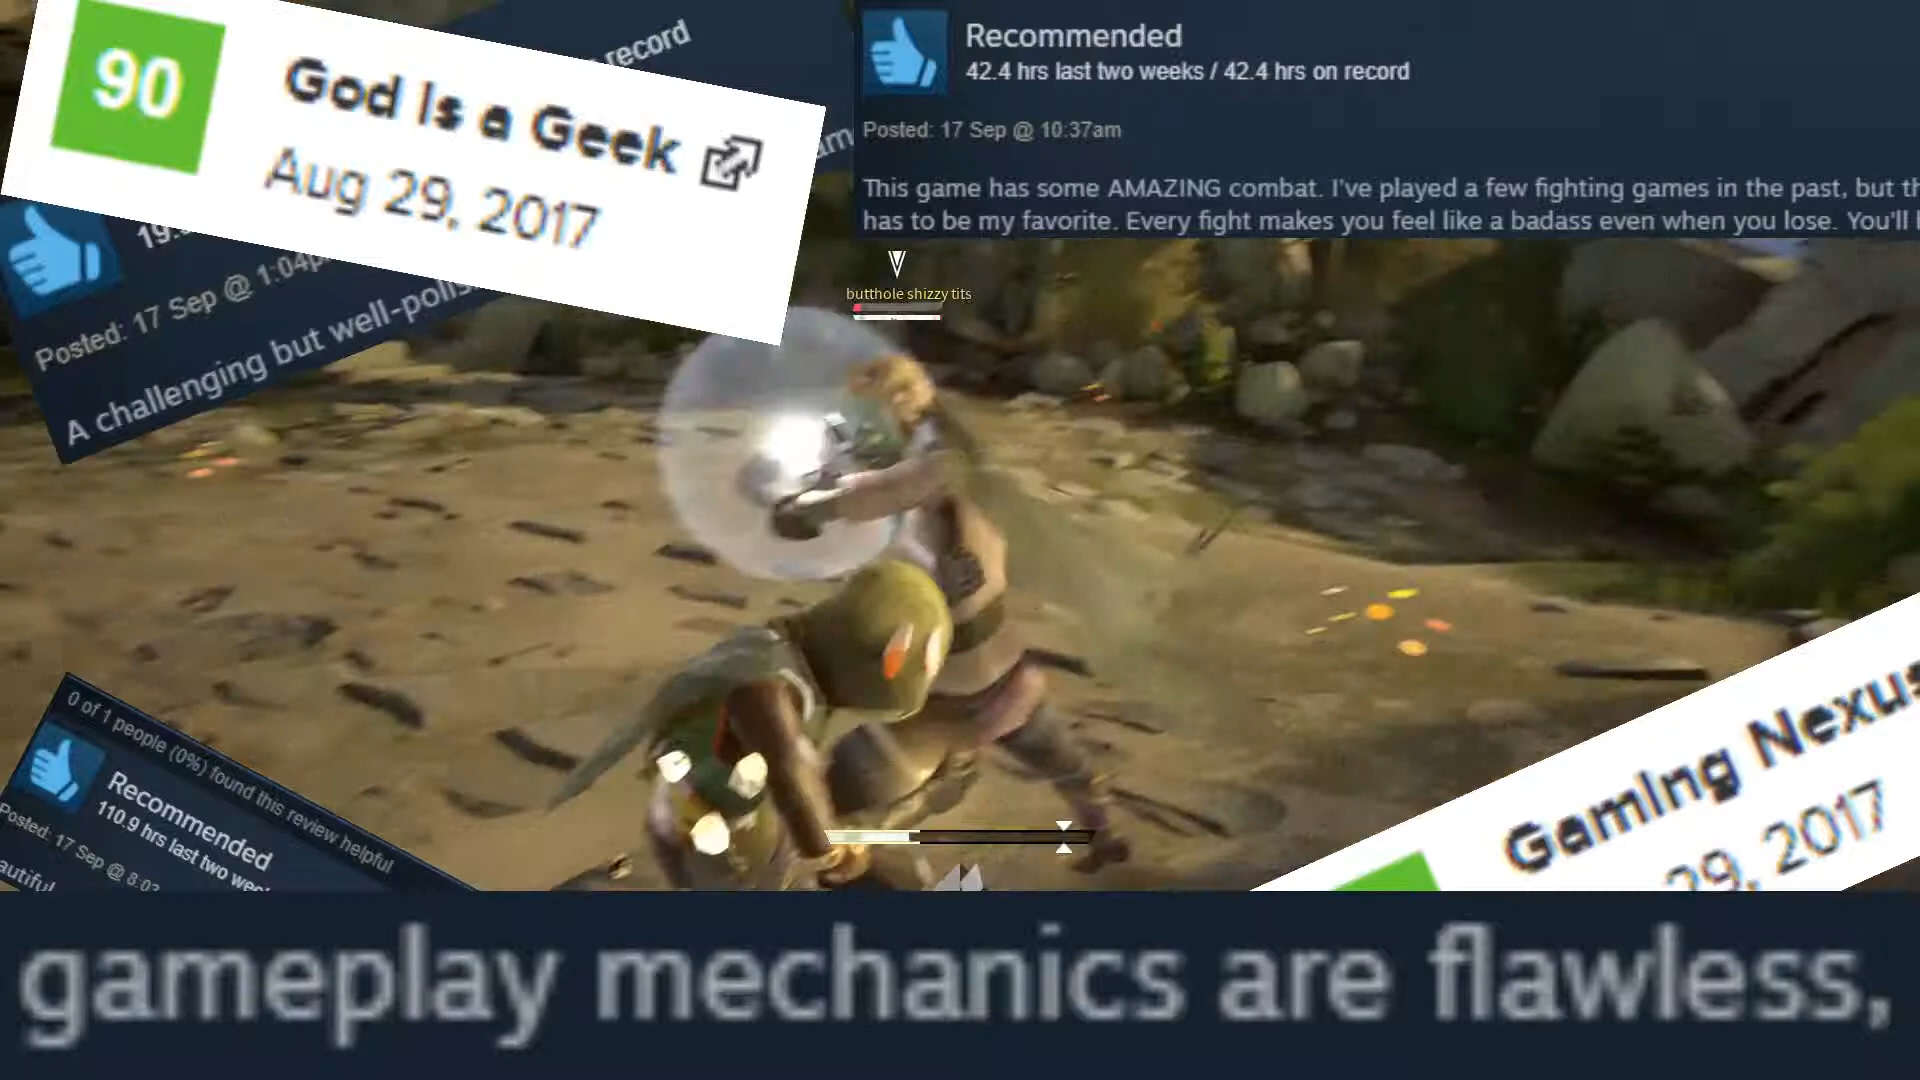 90
God Is a Geek
Aug 29, 2017
record
Recommended
42.4 hrs last two weeks / 42.4 hrs on record
Posted: 17 Sep @ 10:37am
This game has some AMAZING combat. I've played a few fighting games in the past, but th
has to be my favorite. Every fight makes you feel like a badass even when you lose. You'll
Posted: 17 Sep @ 1:04p
A challenging but well-polis
butthole shizzy tits
0 of 1 people (0%) found this review helpful
Recommended
110.9 hrs last two wee
Posted: 17 Sep @ 8:03
autiful
Gaming Nexus
29, 2017
gameplay mechanics are flawless,